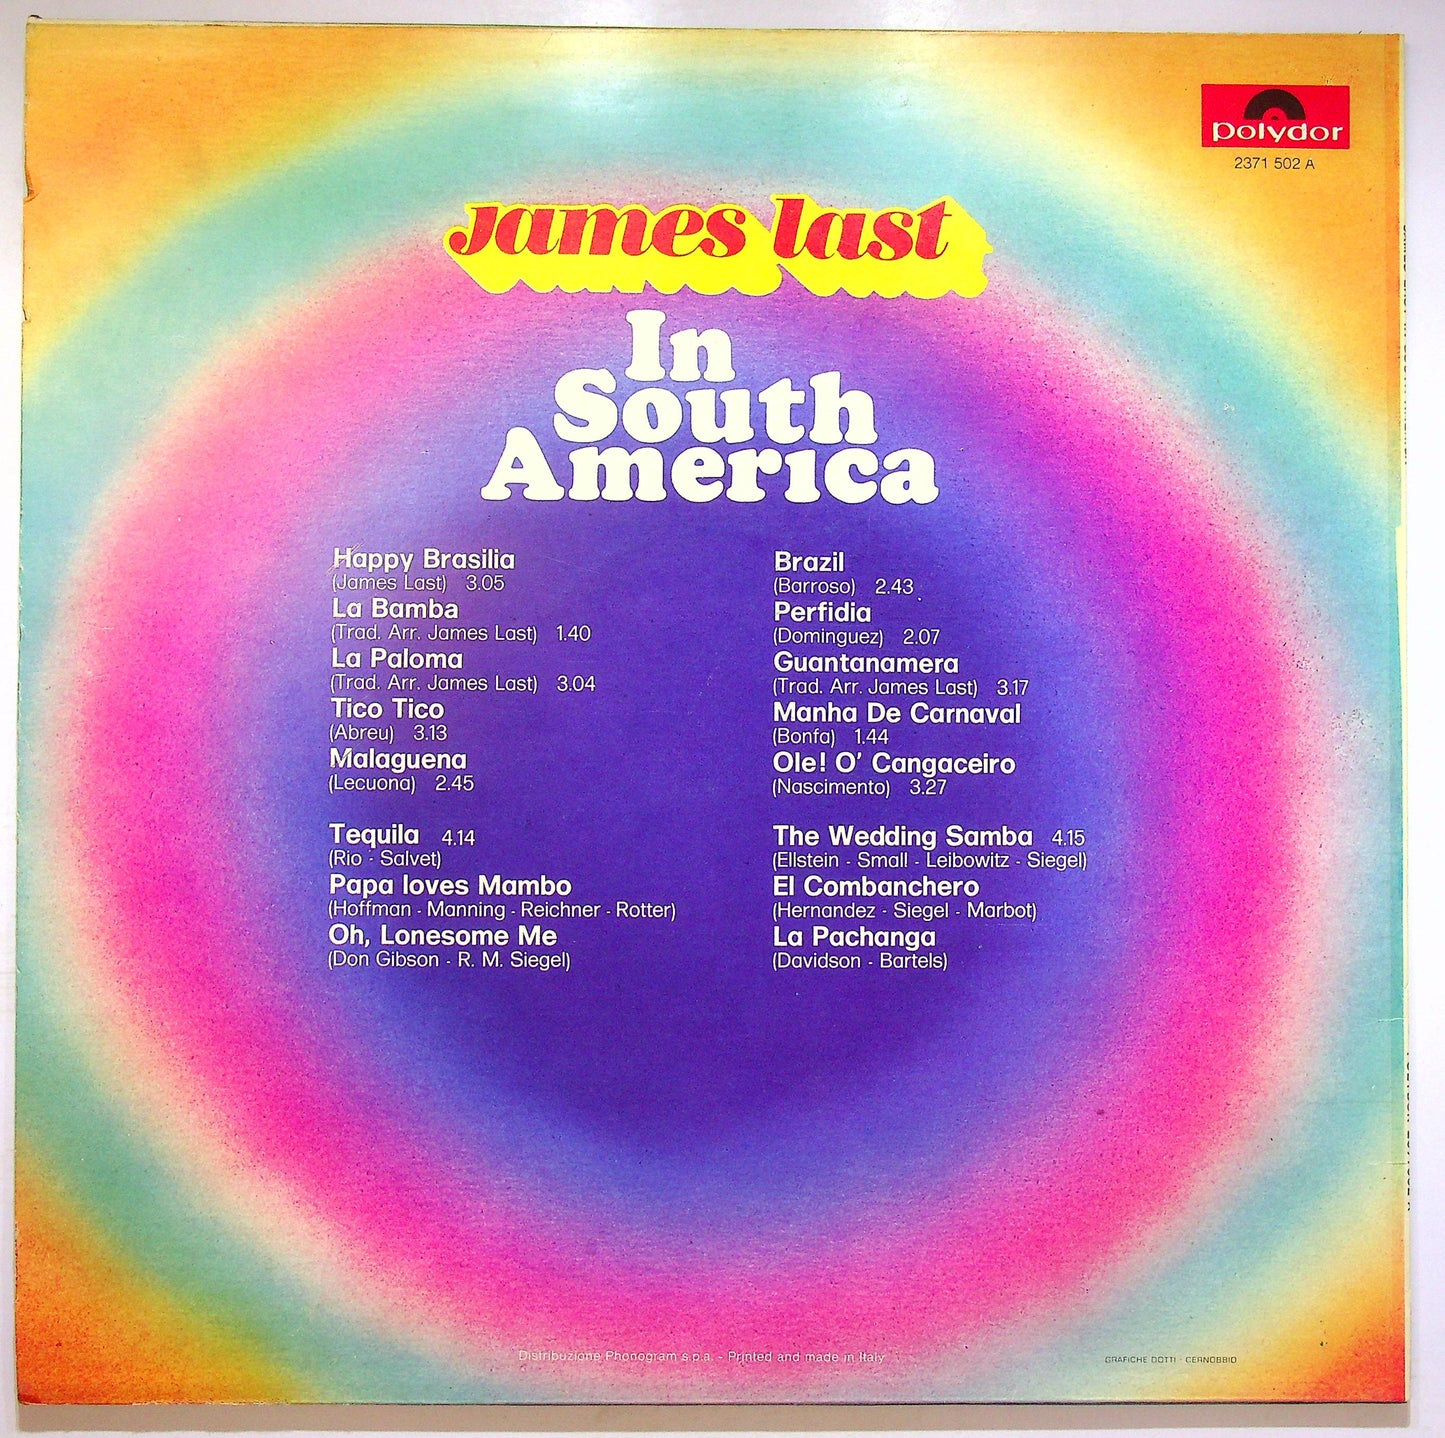 polydor
2371 502 A
James last
In
South
America
Happy Brasilia
(James Last) 3.05
La Bamba
(Trad. Arr. James Last) 1.40
La Paloma
(Trad. Arr. James Last) 3.04
Tico Tico
(Abreu) 3.13
Malaguena
(Lecuona) 2.45
Tequila 4.14
(Rio - Salvet)
Papa loves Mambo
(Hoffman - Manning - Reichner - Rotter)
Oh, Lonesome Me
(Don Gibson - R. M. Siegel)
Brazil
(Barroso) 2.43
Perfidia
(Dominguez) 2.07
Guantanamera
(Trad. Arr. James Last) 3.17
Manha De Carnaval
(Bonfa) 1.44
Ole! O' Cangaceiro
(Nascimento) 3.27
The Wedding Samba 4.15
(Ellstein - Small - Leibowitz - Siegel)
El Combanchero
(Hernandez - Siegel - Marbot)
La Pachanga
(Davidson - Bartels)
Distribuzione Phonogram s.p.a. - Printed and made in Italy
GRAFICHE DOTTI - CERNOBBIO